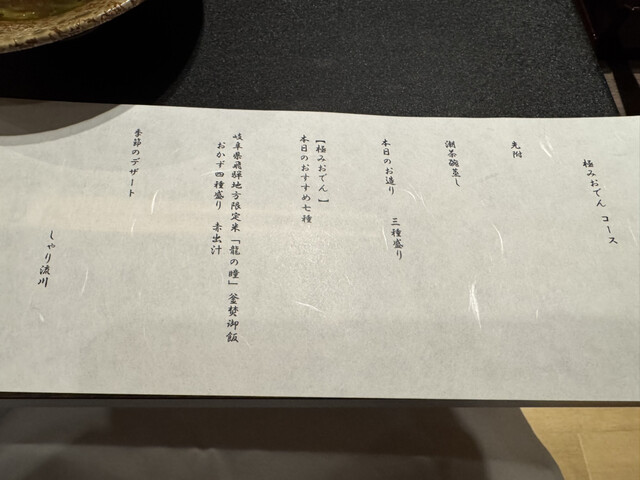 極みおでん コース
先附
潮茶碗蒸し
本日のお造り 三種盛り
【極みおでん】
本日のおすすめ七種
岐阜県飛騨地方限定米「龍の瞳」釜焚御飯
おかず四種盛り 赤出汁
季節のデザート
しゃり流川